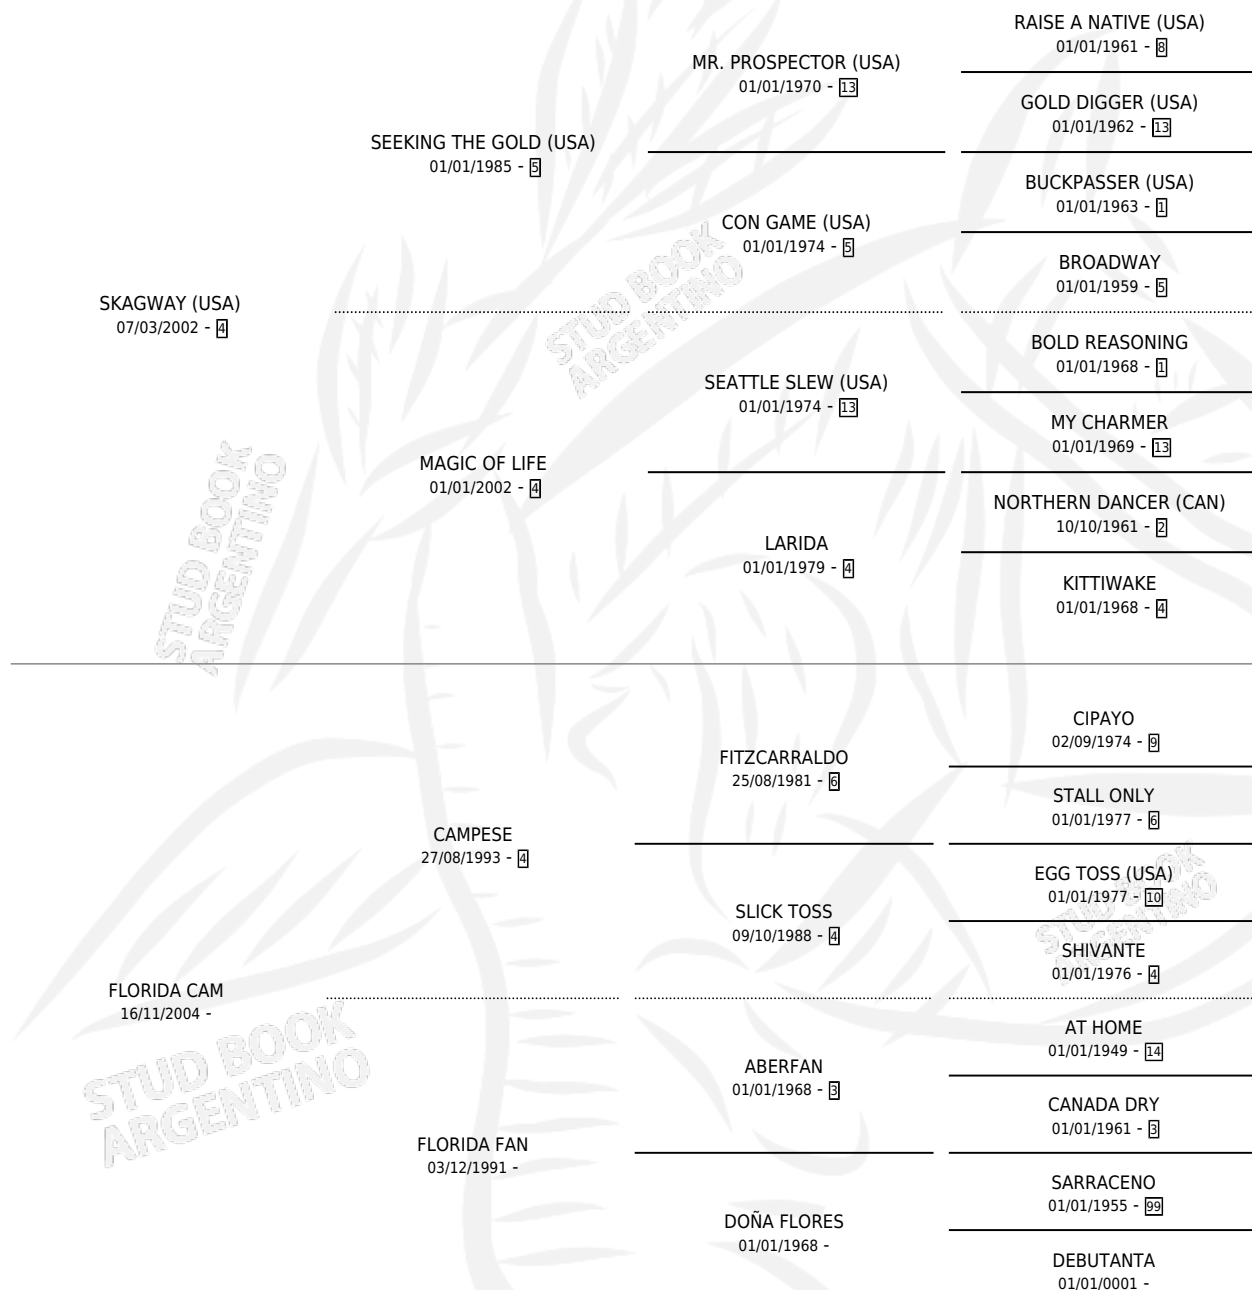 RAISE A NATIVE (USA)
01/01/1961 - 8
MR. PROSPECTOR (USA)
01/01/1970 - 13
GOLD DIGGER (USA)
01/01/1962 - 13
SEEKING THE GOLD (USA)
01/01/1985 - 5
BUCKPASSER (USA)
01/01/1963 - 1
CON GAME (USA)
01/01/1974 - 5
BROADWAY
01/01/1959 - 5
SKAGWAY (USA)
07/03/2002 - 4
STUD BOOK
ARGENTINO
BOLD REASONING
01/01/1968 - 1
SEATTLE SLEW (USA)
01/01/1974 - 13
MY CHARMER
01/01/1969 - 13
MAGIC OF LIFE
01/01/2002 - 4
NORTHERN DANCER (CAN)
10/10/1961 - 2
LARIDA
01/01/1979 - 4
KITTIWAKE
01/01/1968 - 4
STUD BOOK
ARGENTINO
CIPAYO
02/09/1974 - 9
FITZCARRALDO
25/08/1981 - 6
STALL ONLY
01/01/1977 - 6
CAMPESE
27/08/1993 - 4
EGG TOSS (USA)
01/01/1977 - 10
SLICK TOSS
09/10/1988 - 4
SHIVANTE
01/01/1976 - 4
STUD BOOK
ARGENTINO
FLORIDA CAM
16/11/2004 -
AT HOME
01/01/1949 - 14
ABERFAN
01/01/1968 - 3
CANADA DRY
01/01/1961 - 3
STUD BOOK
ARGENTINO
FLORIDA FAN
03/12/1991 -
SARRACENO
01/01/1955 - 99
DOÑA FLORES
01/01/1968 -
DEBUTANTA
01/01/0001 -